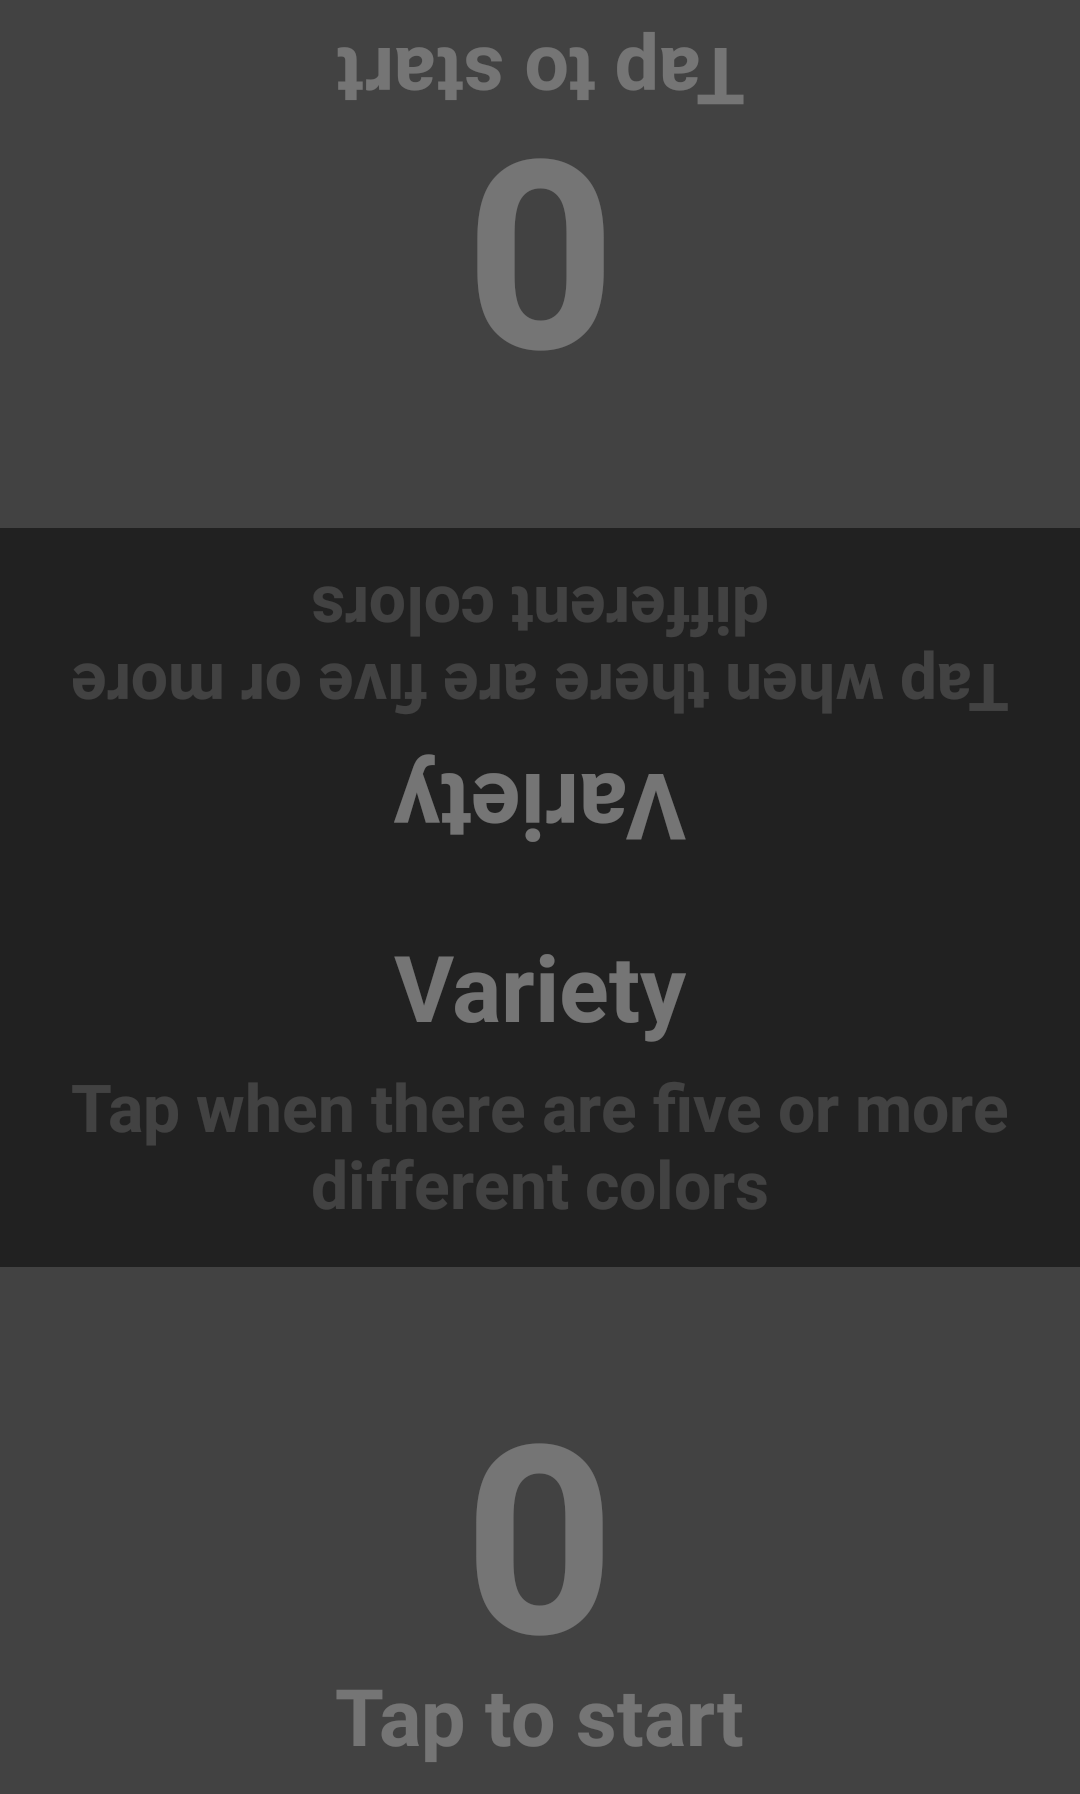 Tap to start
0
Tap when there are five or more
different colors
Variety
Variety
Tap when there are five or more
different colors
0
Tap to start